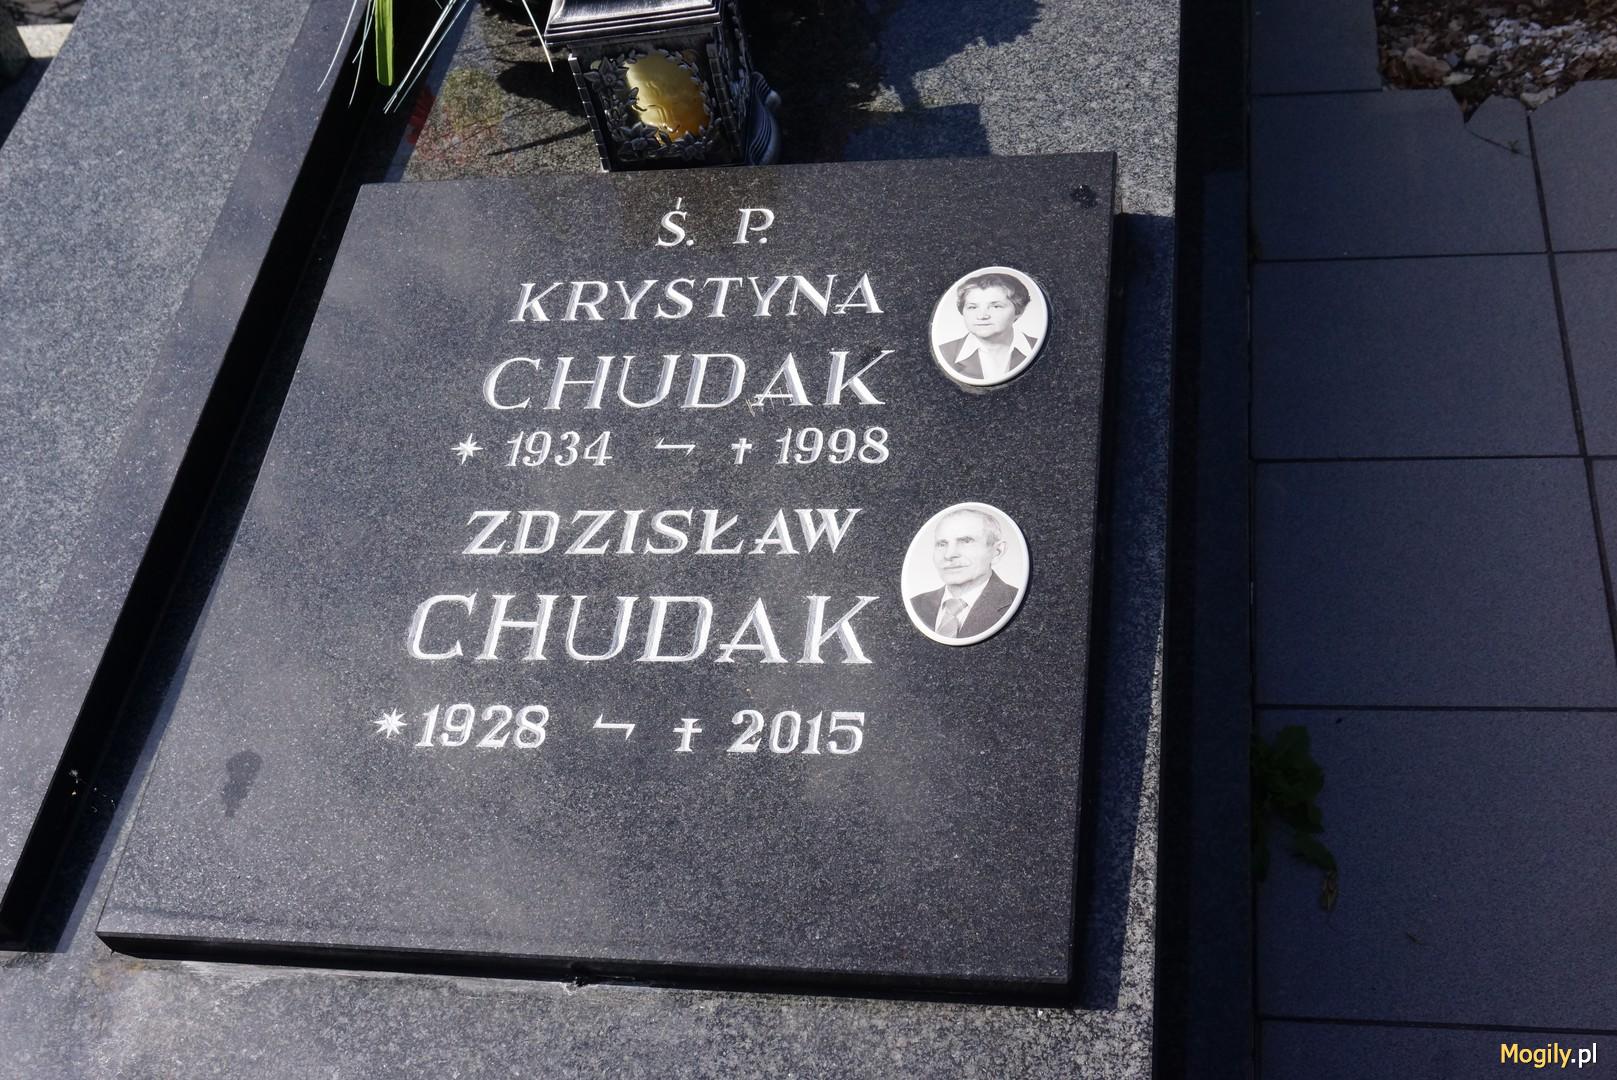 Ś. P.
KRYSTYNA
CHUDAK
* 1934 ~ † 1998
ZDZISŁAW
CHUDAK
* 1928 ~ † 2015
Mogily.pl